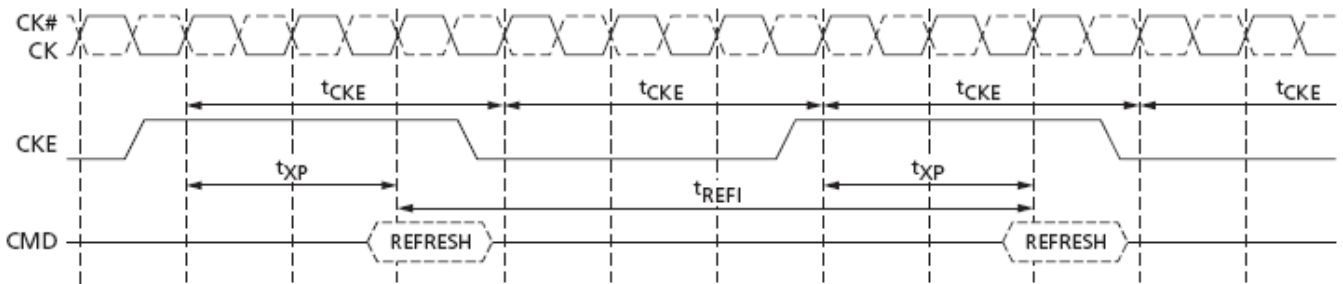 CK#
CK
tCKE tCKE tCKE tCKE
CKE
tXP tXP
tREFI
CMD REFRESH REFRESH